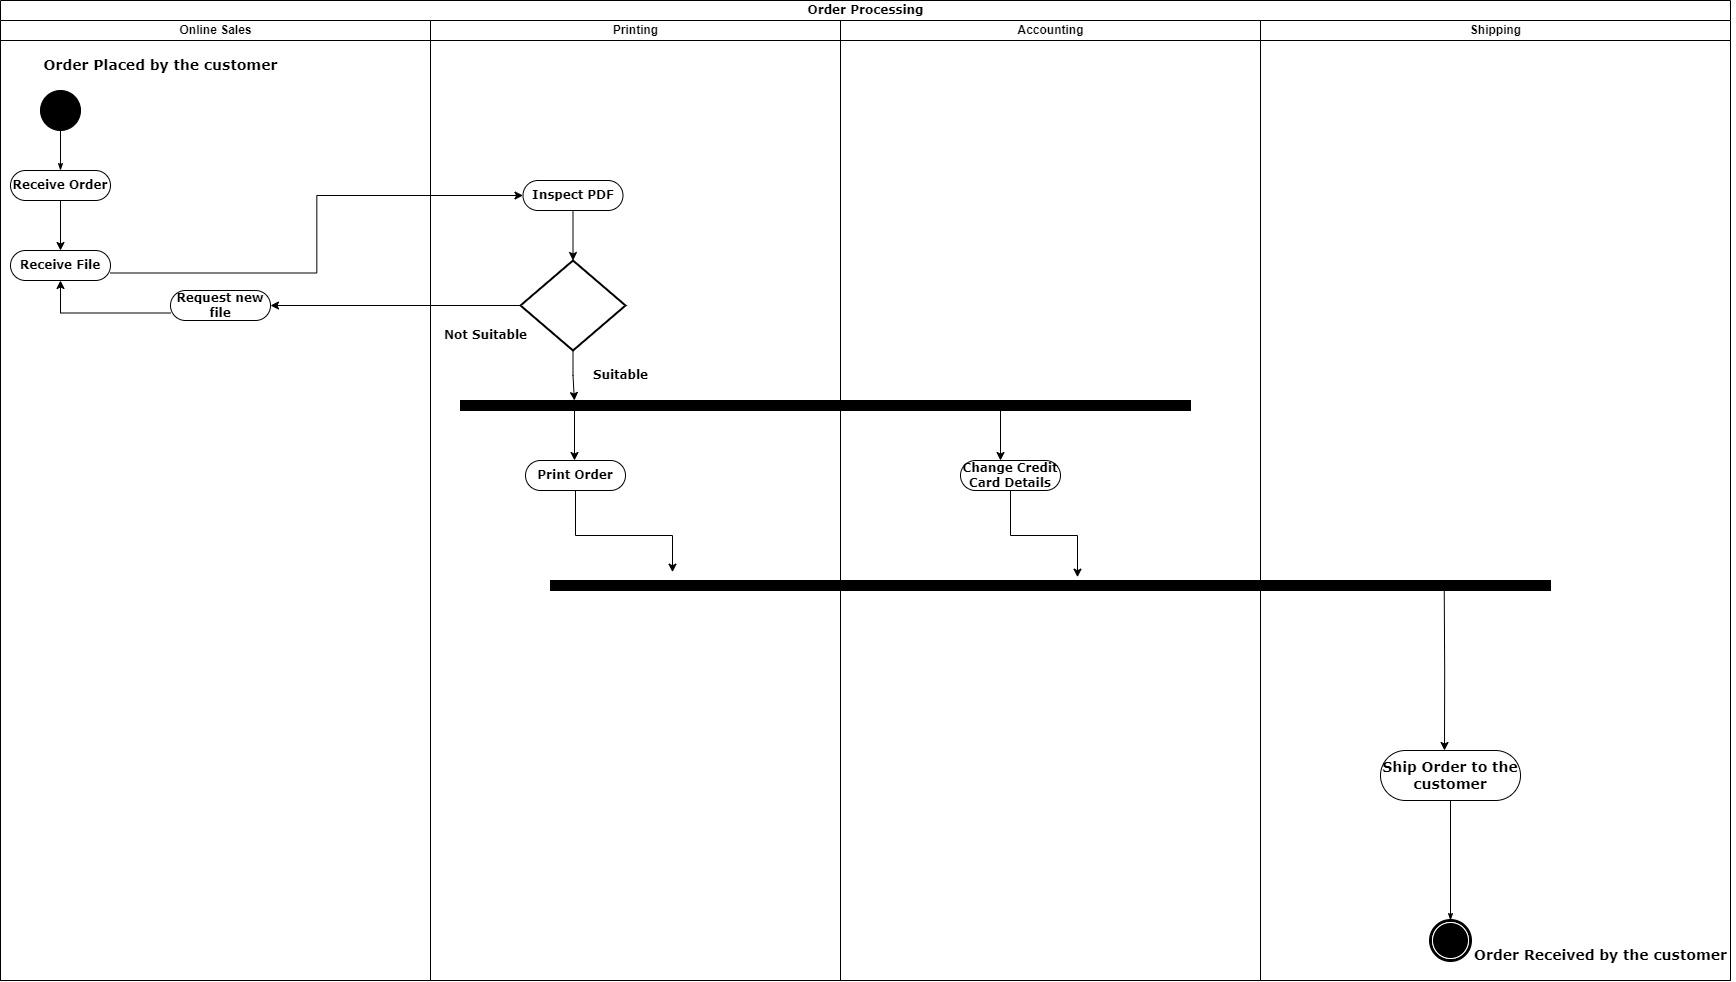 Order Processing
Online Sales
Printing
Accounting
Shipping
Order Placed by the customer
Receive Order
Inspect PDF
Receive File
Request new
file
Not Suitable
Suitable
Print Order
Change Credit
Card Details
Ship Order to the
customer
Order Received by the customer